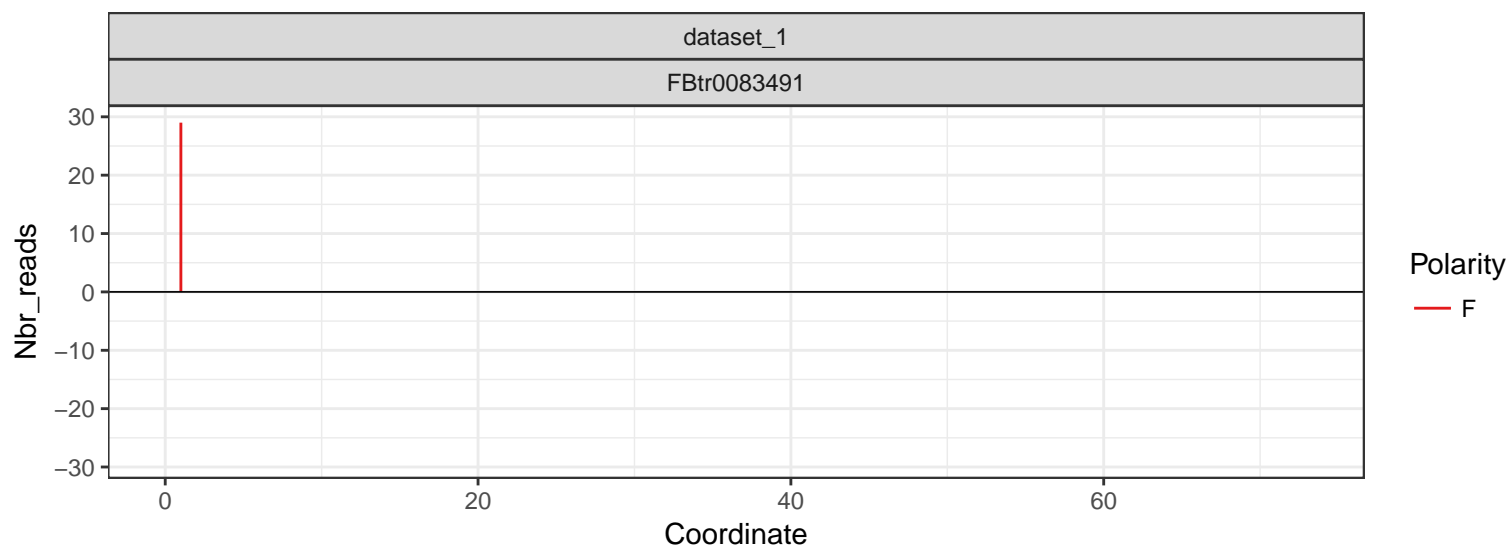 dataset_1
FBtr0083491
30
20
10
0
−10
−20
−30
Nbr_reads
0 20 40 60
Coordinate
Polarity
F